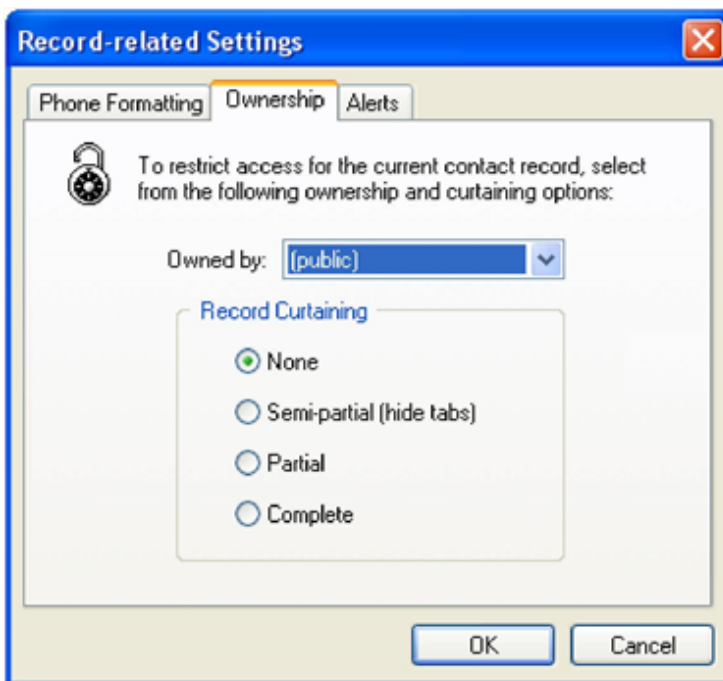 Record-related Settings
Phone Formatting Ownership Alerts
To restrict access for the current contact record, select
from the following ownership and curtaining options:
Owned by: (public)
Record Curtaining
None
Semi-partial (hide tabs)
Partial
Complete
OK Cancel